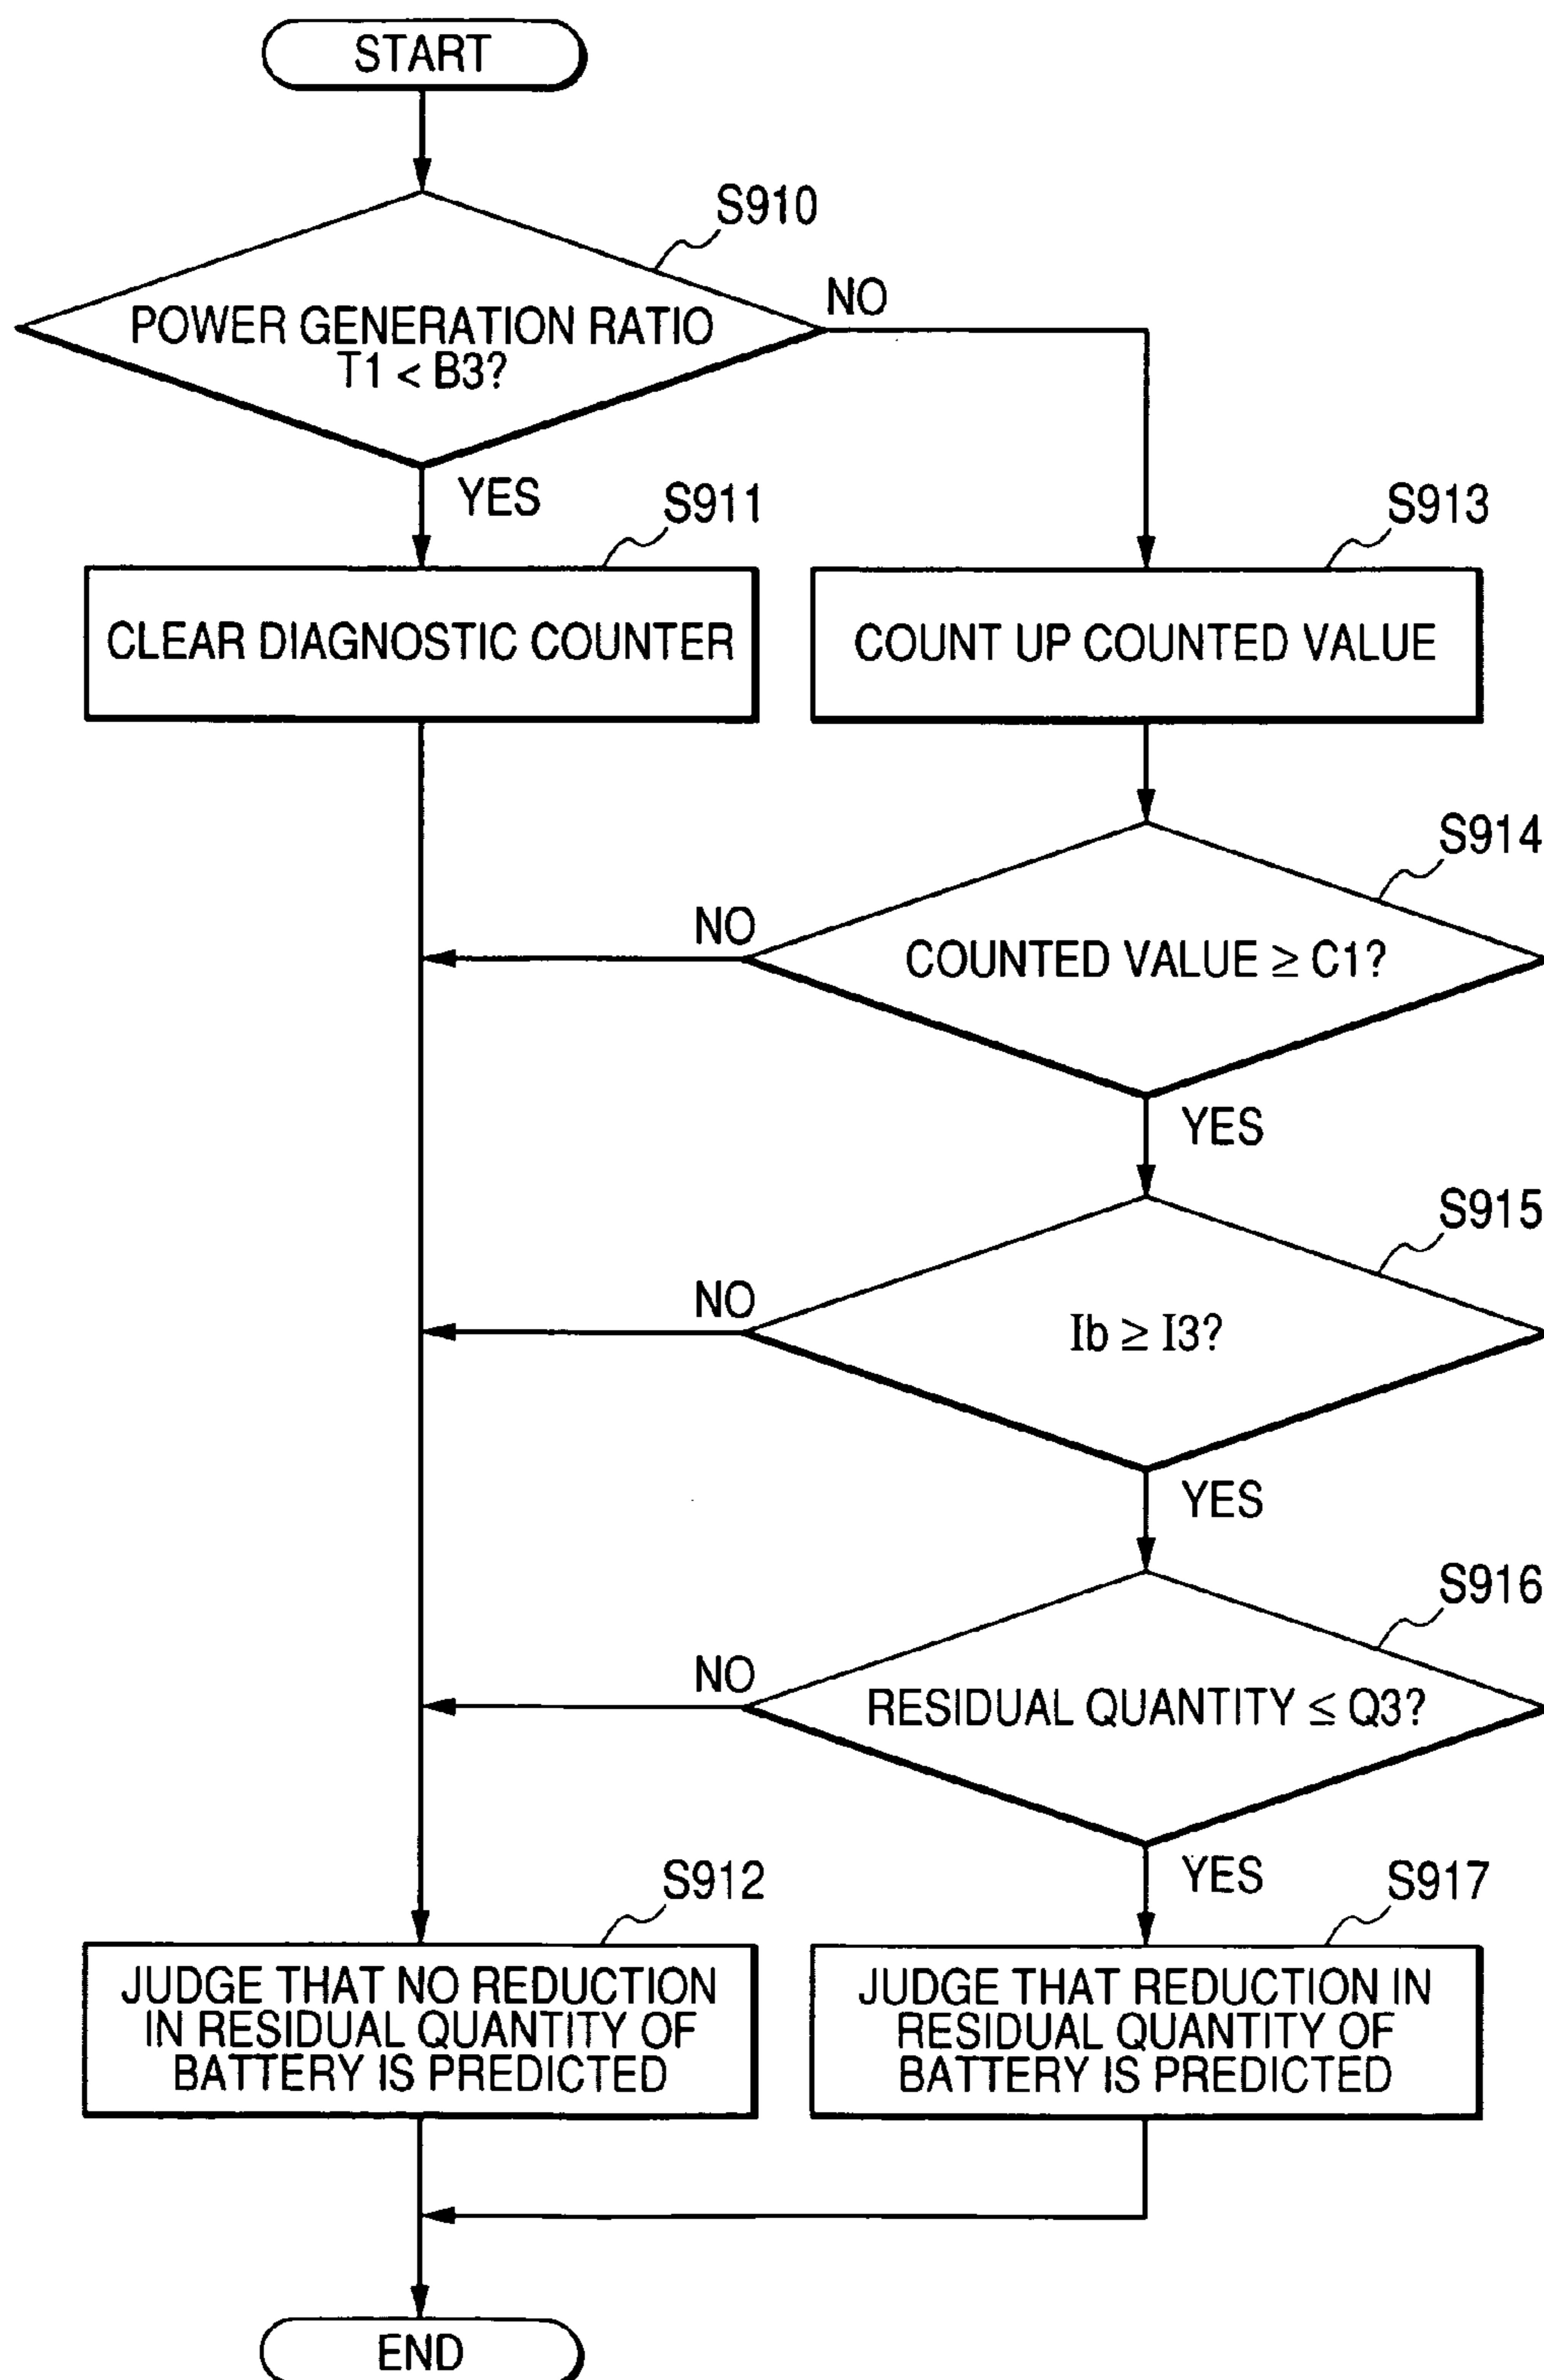 START
S910
POWER GENERATION RATIO
T1 < B3?
NO
YES
S911
CLEAR DIAGNOSTIC COUNTER
S913
COUNT UP COUNTED VALUE
S914
COUNTED VALUE ≥ C1?
NO
YES
S915
Ib ≥ I3?
NO
YES
S916
RESIDUAL QUANTITY ≤ Q3?
NO
YES
S912
JUDGE THAT NO REDUCTION
IN RESIDUAL QUANTITY OF
BATTERY IS PREDICTED
S917
JUDGE THAT REDUCTION IN
RESIDUAL QUANTITY OF
BATTERY IS PREDICTED
END